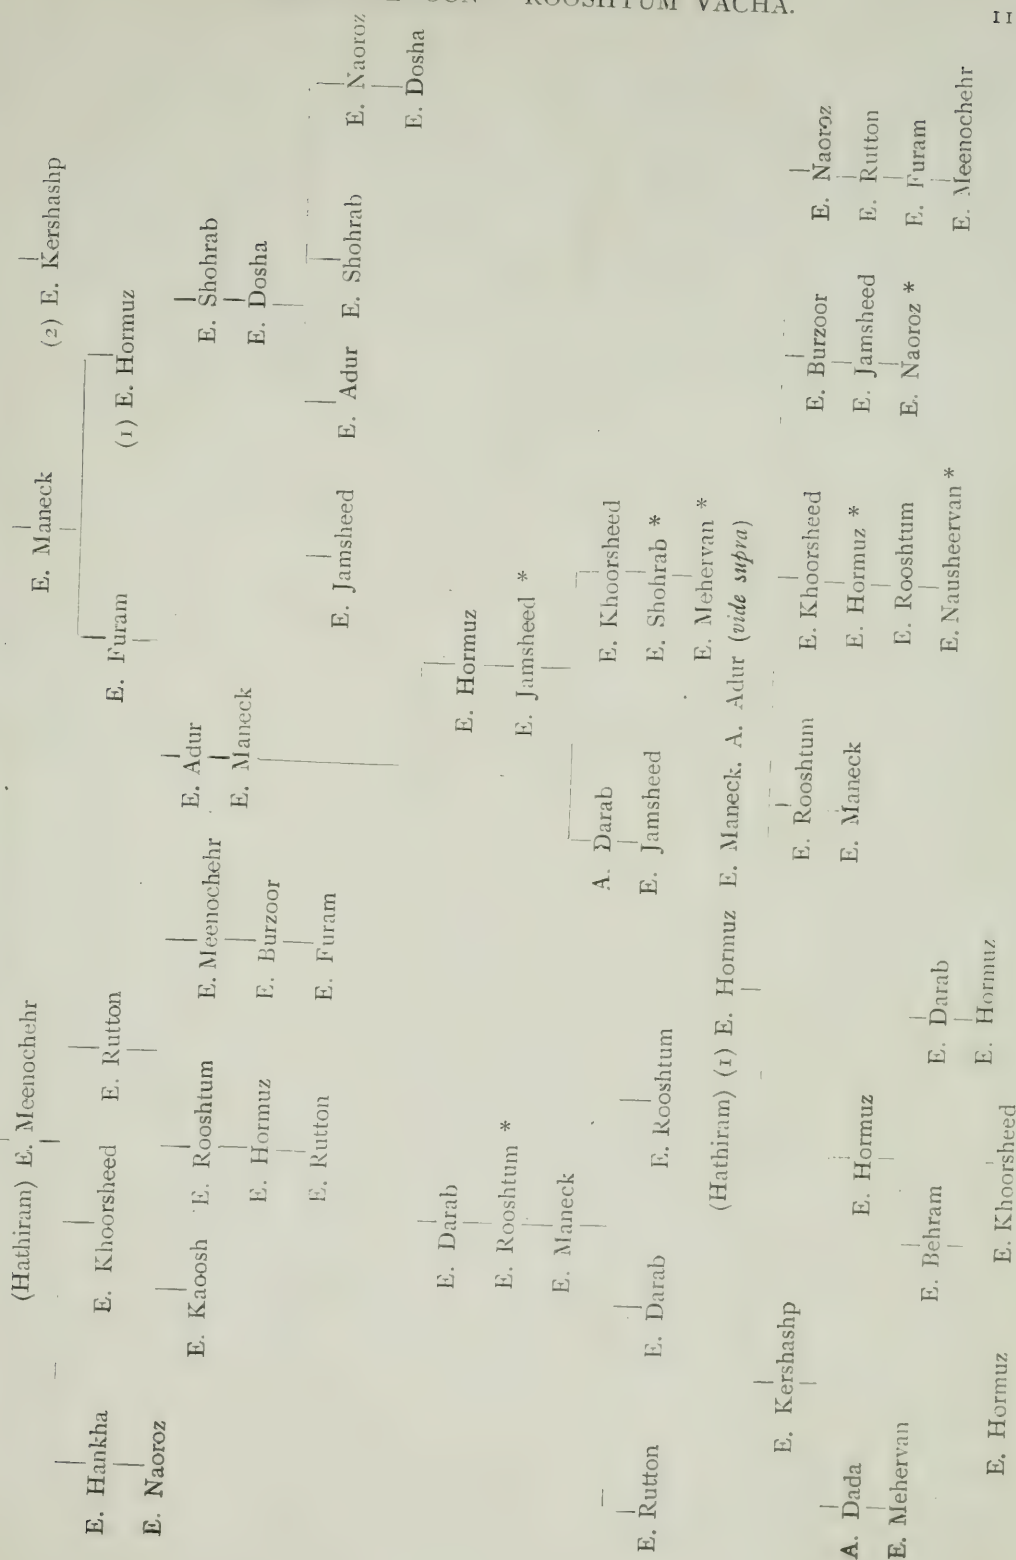 ROOSHTUM VACHA.
(Hathiram) E. Meenochehr E. Maneck (2) E. Kershashp
E. Hankha E. Khoorsheed E. Rutton E. Furam (1) E. Hormuz
E. Naoroz
E. Kaoosh E. Rooshtum E. Meenochehr E. Adur E. Shohrab
E. Hormuz E. Burzoor E. Maneck E. Dosha
E. Rutton E. Furam E. Jamsheed E. Adur E. Shohrab E. Naoroz
E. Dosha
E. Darab E. Hormuz
E. Rooshtum * E. Jamsheed *
E. Maneck
A. Darab E. Khoorsheed
E. Rutton E. Darab E. Rooshtum E. Jamsheed E. Shohrab *
E. Mehervan *
(Hathiram) (1) E. Hormuz E. Maneck. A. Adur (vide supra)
E. Kershashp E. Rooshtum E. Khoorsheed E. Burzoor E. Naoroz
A. Dada E. Hormuz E. Maneck E. Hormuz * E. Jamsheed E. Rutton
E. Mehervan E. Rooshtum E. Naoroz * E. Furam
E. Behram E. Darab E. Nausheervan * E. Meenochehr
E. Hormuz E. Khoorsheed E. Hormuz